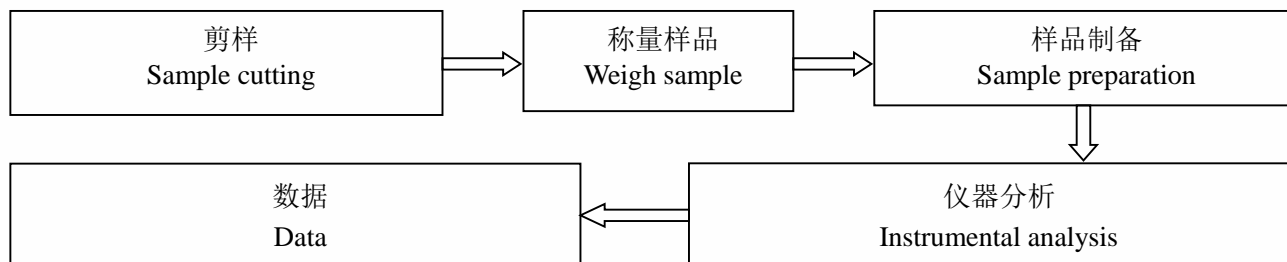 剪样
Sample cutting
称量样品
Weigh sample
样品制备
Sample preparation
仪器分析
Instrumental analysis
数据
Data